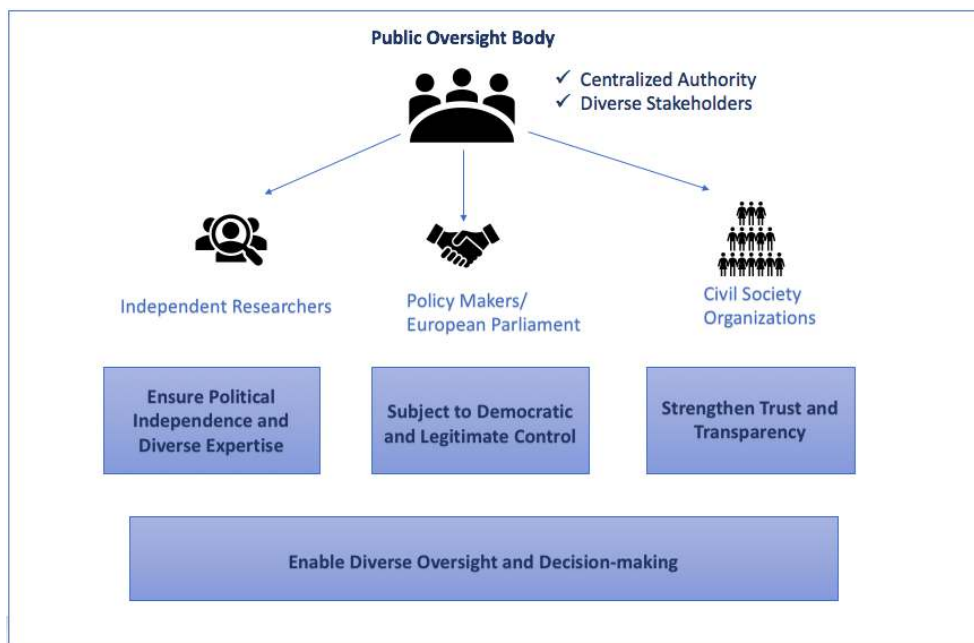 Public Oversight Body
✓ Centralized Authority
✓ Diverse Stakeholders
Independent Researchers
Policy Makers/
European Parliament
Civil Society
Organizations
Ensure Political
Independence and
Diverse Expertise
Subject to Democratic
and Legitimate Control
Strengthen Trust and
Transparency
Enable Diverse Oversight and Decision-making